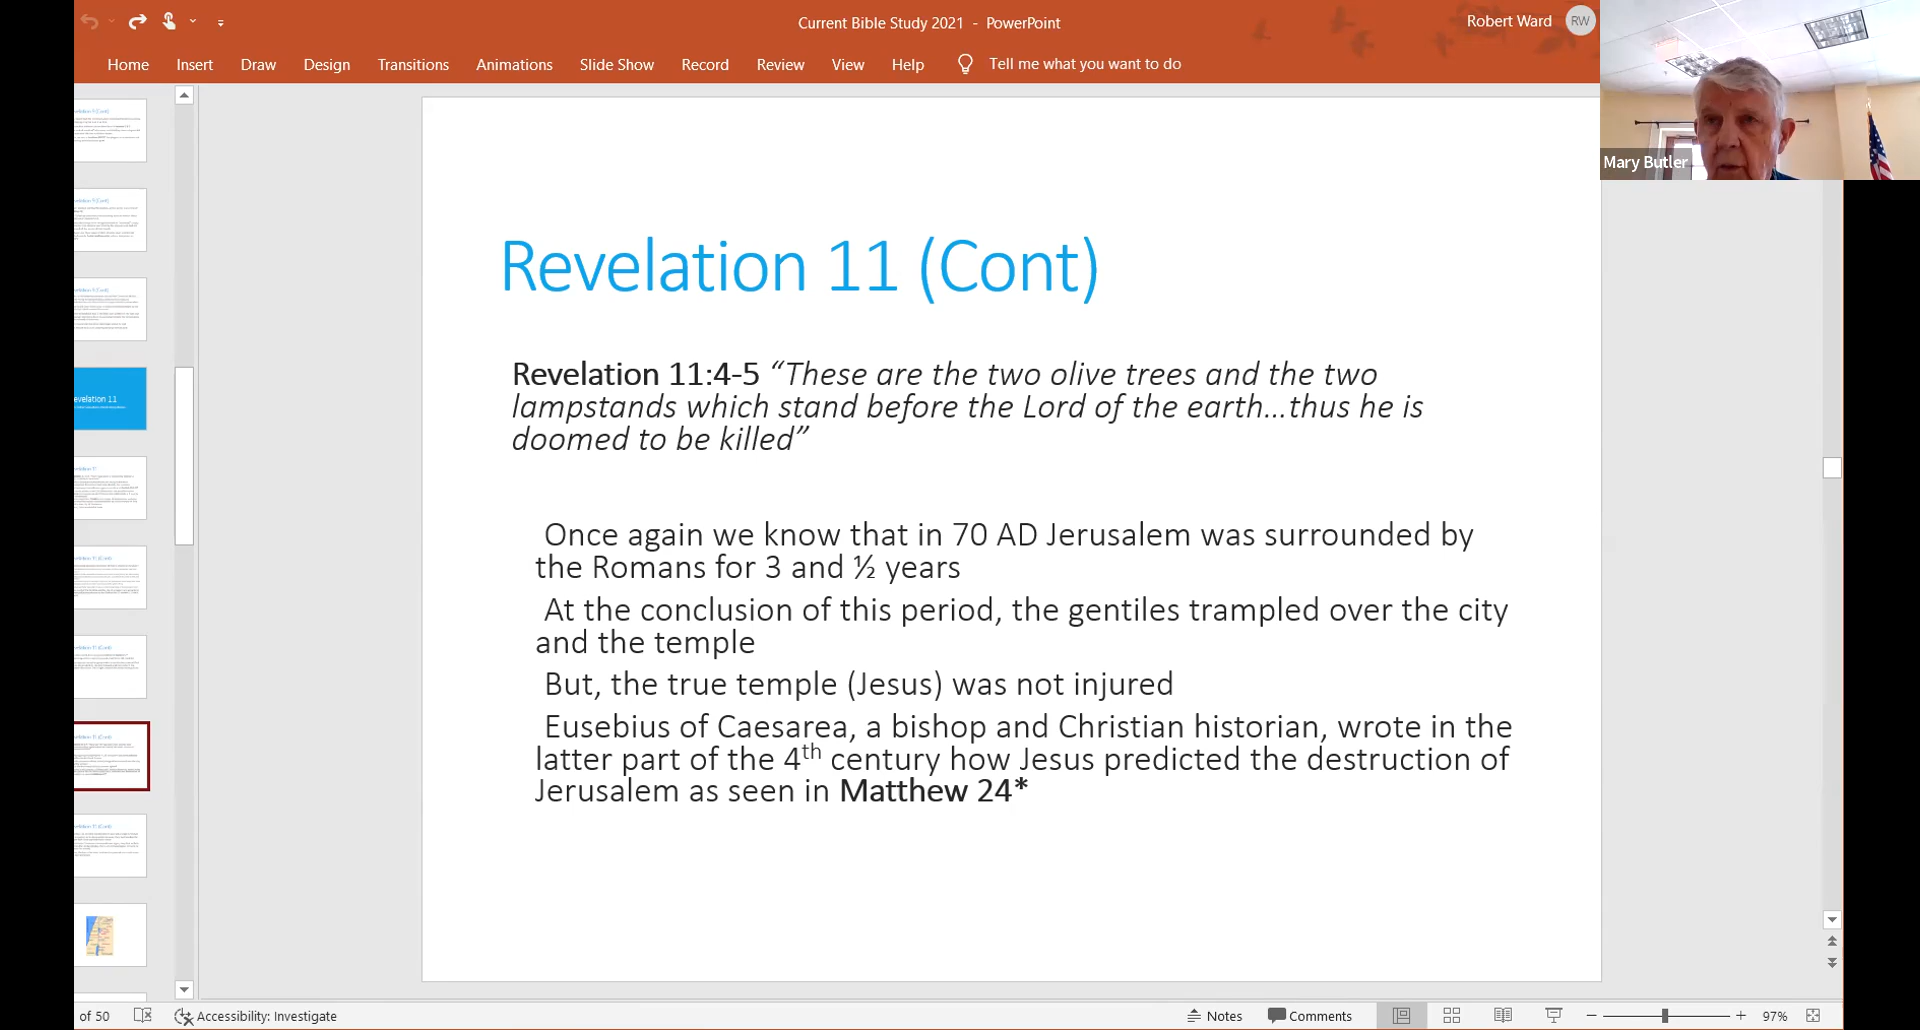 Current Bible Study 2021 - PowerPoint
Robert Ward
RW
Home Insert Draw Design Transitions Animations Slide Show Record Review View Help Tell me what you want to do
Mary Butler
Revelation 11 (Cont)
Revelation 11:4-5 “These are the two olive trees and the two
lampstands which stand before the Lord of the earth...thus he is
doomed to be killed”
Once again we know that in 70 AD Jerusalem was surrounded by
the Romans for 3 and ½ years
At the conclusion of this period, the gentiles trampled over the city
and the temple
But, the true temple (Jesus) was not injured
Eusebius of Caesarea, a bishop and Christian historian, wrote in the
latter part of the 4th century how Jesus predicted the destruction of
Jerusalem as seen in Matthew 24*
evelation 11
of 50
Accessibility: Investigate
Notes
Comments
97%